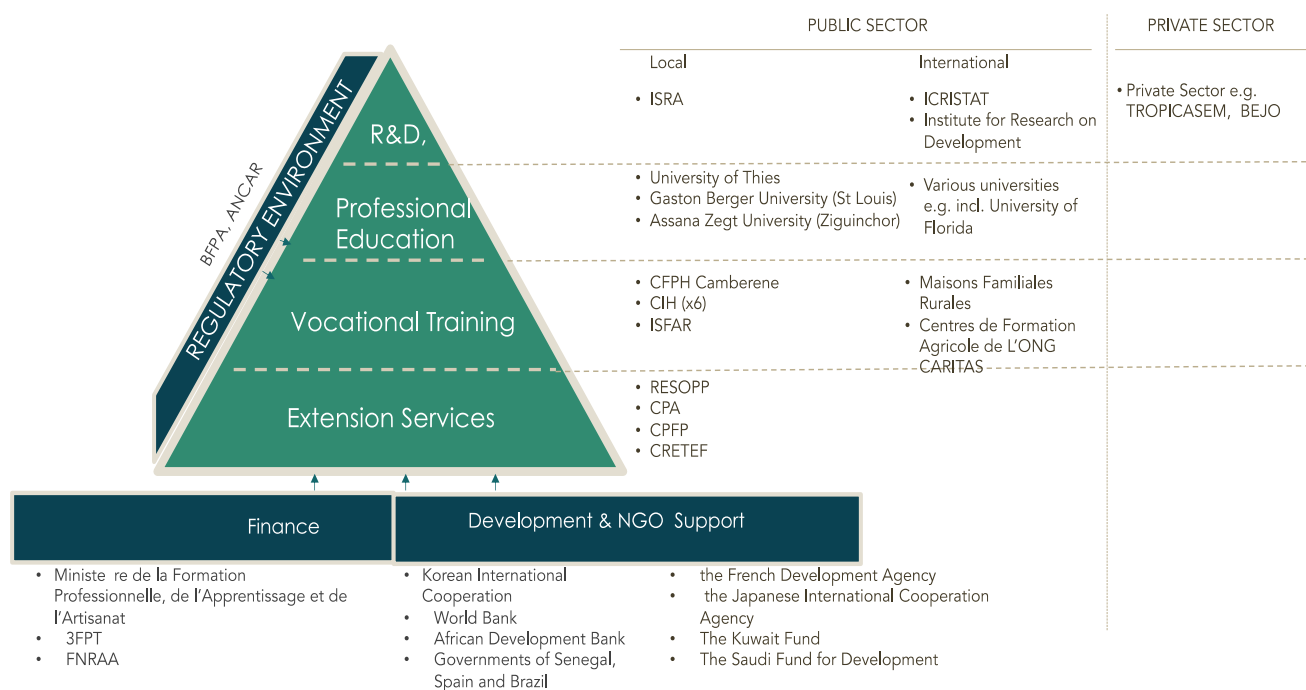 PUBLIC SECTOR
PRIVATE SECTOR
Local
International
• ISRA
• ICRISTAT
• Institute for Research on
Development
• Private Sector e.g.
TROPICASEM, BEJO
R&D,
REGULATORY ENVIRONMENT
BFPA, ANCAR
Professional
Education
• University of Thies
• Gaston Berger University (St Louis)
• Assana Zegt University (Ziguinchor)
• Various universities
e.g. incl. University of
Florida
Vocational Training
• CFPH Camberene
• CIH (x6)
• ISFAR
• Maisons Familiales
Rurales
• Centres de Formation
Agricole de L'ONG
CARITAS
Extension Services
• RESOPP
• CPA
• CPFP
• CRETEF
Finance
Development & NGO Support
• Ministe re de la Formation
Professionnelle, de l'Apprentissage et de
l'Artisanat
• 3FPT
• FNRAA
• Korean International
Cooperation
• World Bank
• African Development Bank
• Governments of Senegal,
Spain and Brazil
• the French Development Agency
• the Japanese International Cooperation
Agency
• The Kuwait Fund
• The Saudi Fund for Development